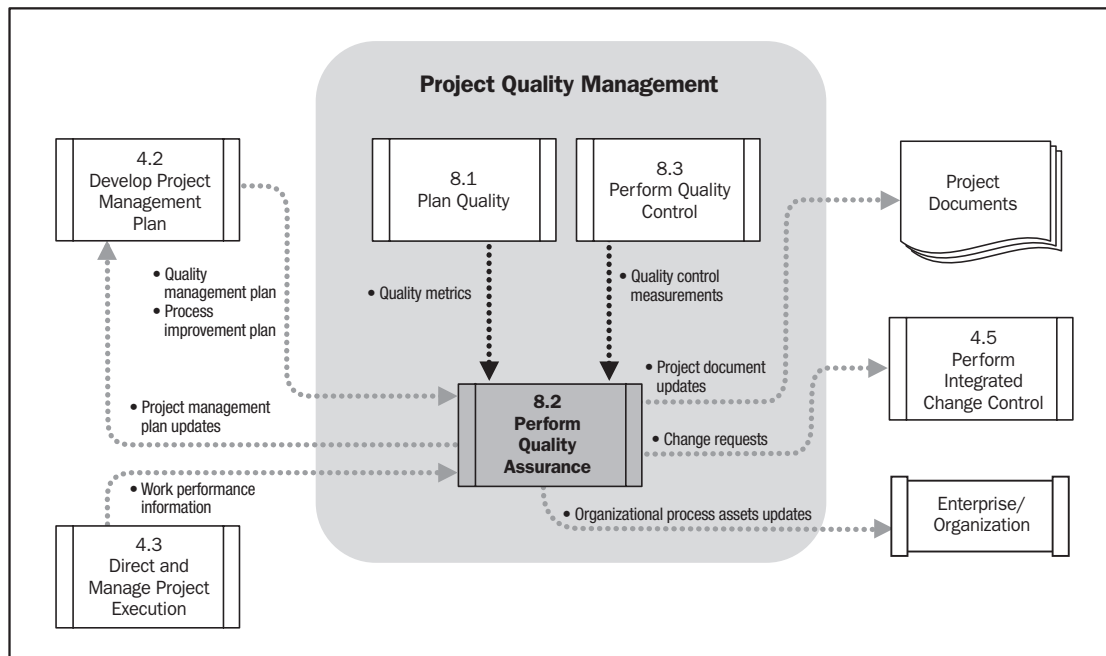 Project Quality Management
4.2
Develop Project
Management
Plan
8.1
Plan Quality
8.3
Perform Quality
Control
Project
Documents
• Quality
management plan
• Process
improvement plan
• Quality metrics
• Quality control
measurements
4.5
Perform
Integrated
Change Control
• Project document
updates
8.2
Perform
Quality
Assurance
• Project management
plan updates
• Change requests
• Work performance
information
• Organizational process assets updates
Enterprise/
Organization
4.3
Direct and
Manage Project
Execution